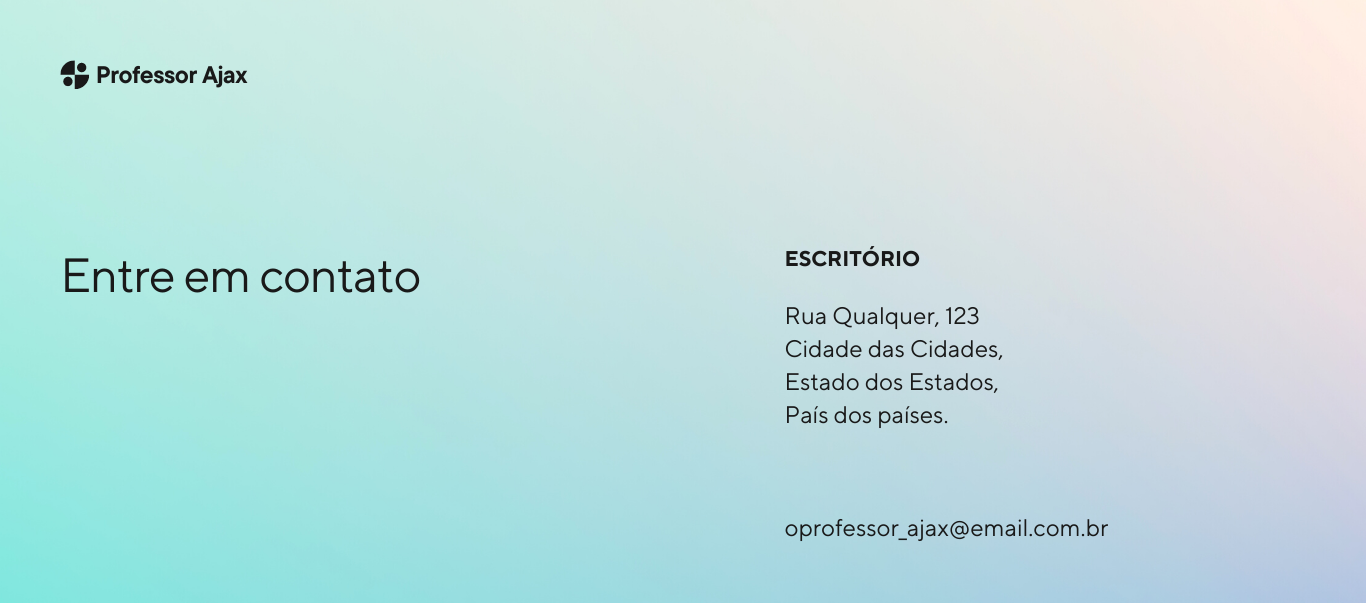 Professor Ajax
Entre em contato
ESCRITÓRIO
Rua Qualquer, 123
Cidade das Cidades,
Estado dos Estados,
País dos países.
oprofessor_ajax@email.com.br